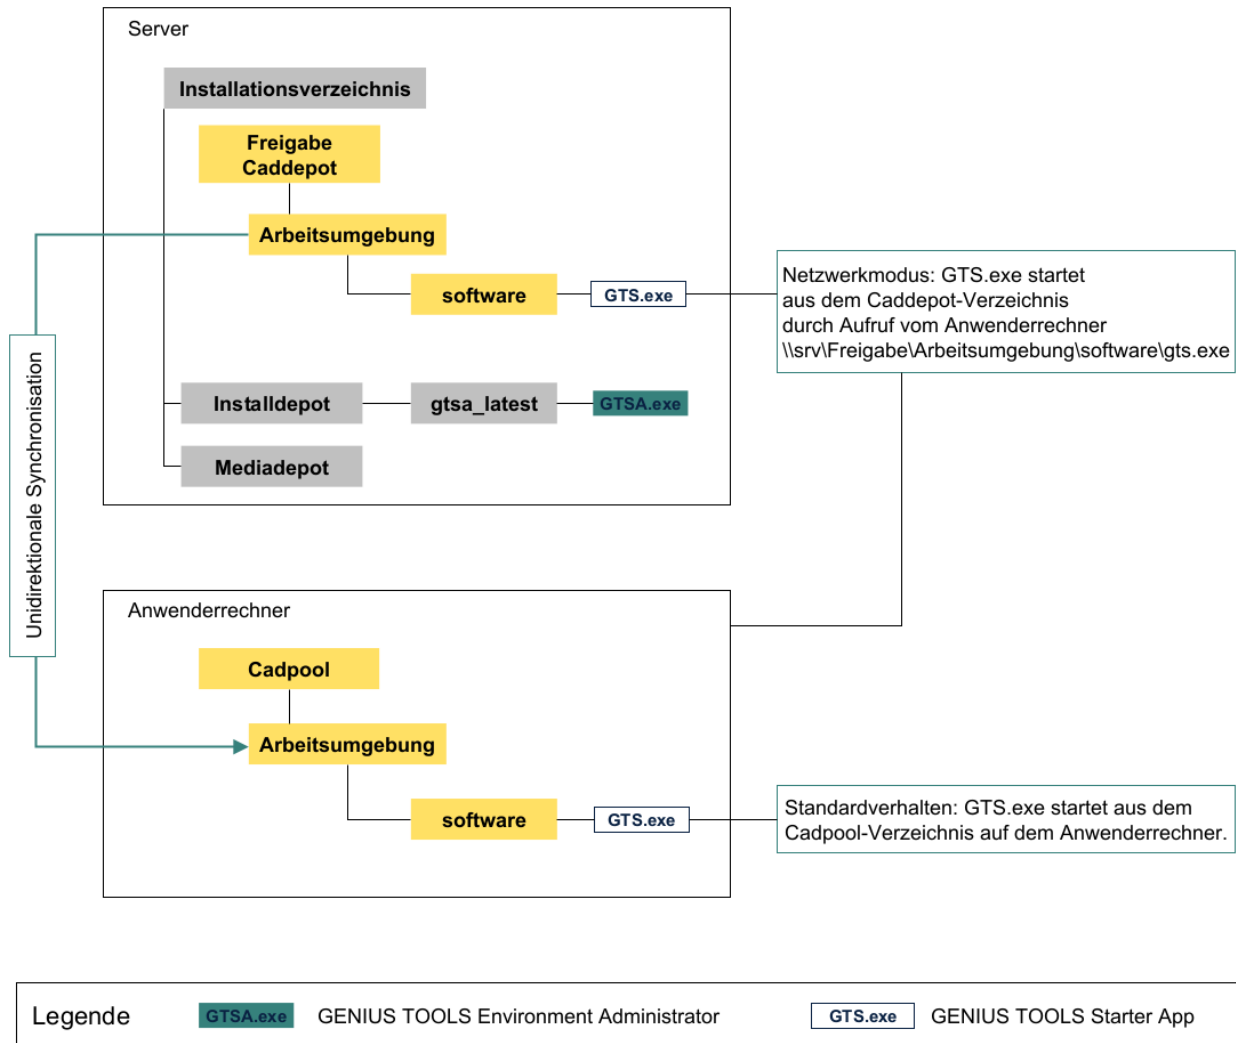 Server
Installationsverzeichnis
Freigabe
Caddepot
Arbeitsumgebung
software
GTS.exe
Netzwerkmodus: GTS.exe startet
aus dem Caddepot-Verzeichnis
durch Aufruf vom Anwenderrechner
\\srv\Freigabe\Arbeitsumgebung\software\gts.exe
Unidirektionale Synchronisation
Installdepot
gtsa_latest
GTSA.exe
Mediadepot
Anwenderrechner
Cadpool
Arbeitsumgebung
software
GTS.exe
Standardverhalten: GTS.exe startet aus dem
Cadpool-Verzeichnis auf dem Anwenderrechner.
Legende
GTSA.exe
GENIUS TOOLS Environment Administrator
GTS.exe
GENIUS TOOLS Starter App